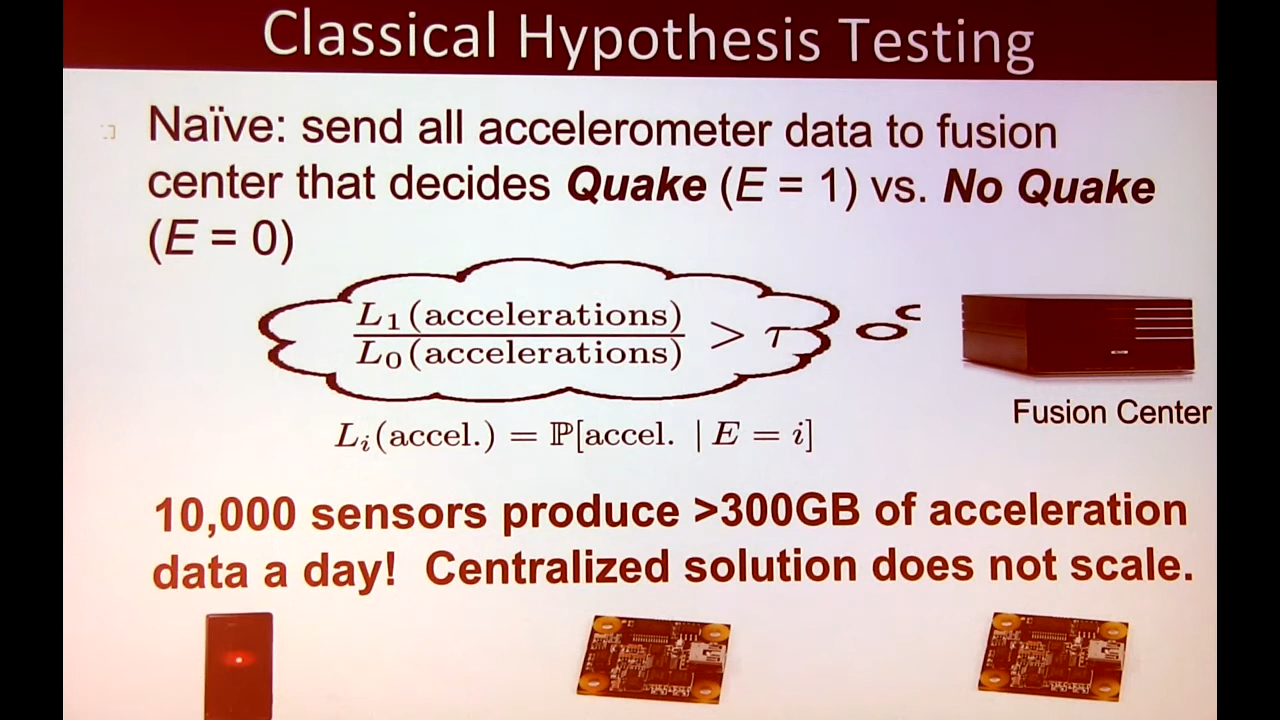 Classical Hypothesis Testing
Naïve: send all accelerometer data to fusion
center that decides Quake (E = 1) vs. No Quake
(E = 0)
L₁(accelerations)
L₀(accelerations)
> τ
Fusion Center
Lᵢ(accel.) = ℙ[accel. | E = i]
10,000 sensors produce >300GB of acceleration
data a day! Centralized solution does not scale.